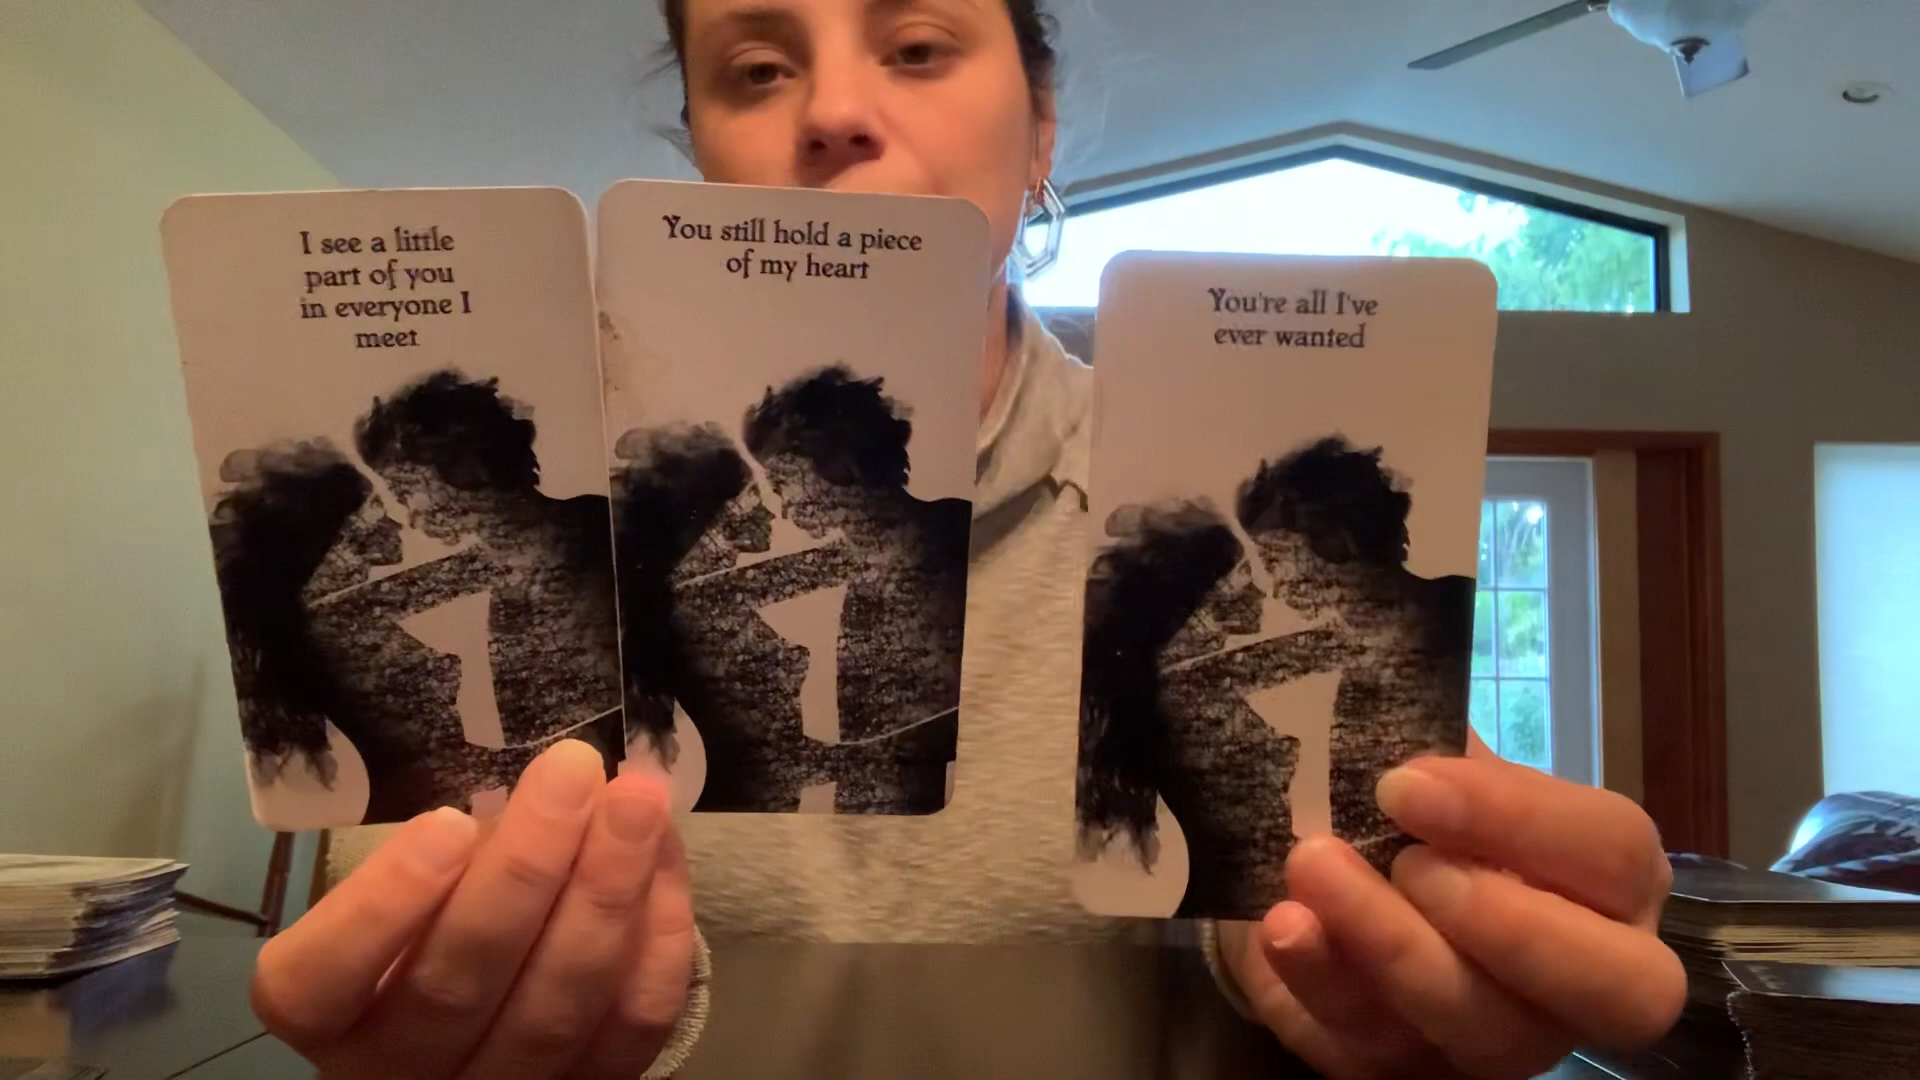 I see a little
part of you
in everyone I
meet
You still hold a piece
of my heart
You're all I've
ever wanted